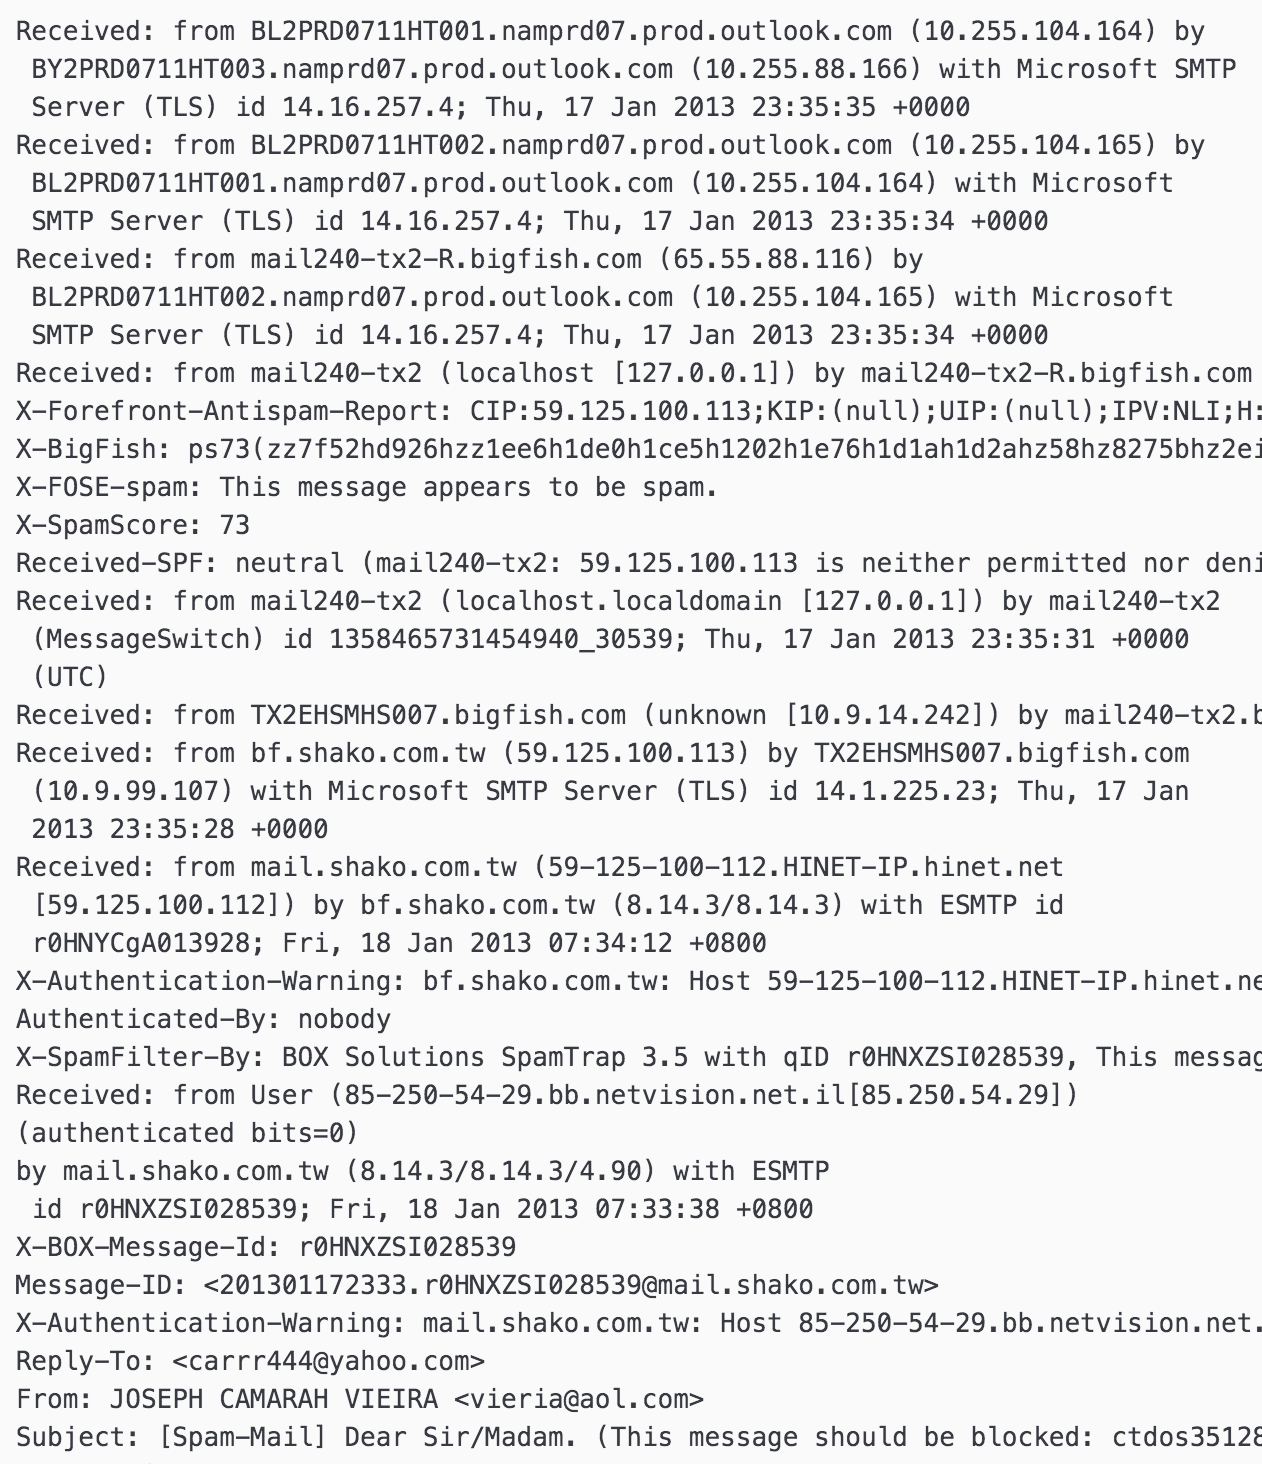 Received: from BL2PRD0711HT001.namprd07.prod.outlook.com (10.255.104.164) by
BY2PRD0711HT003.namprd07.prod.outlook.com (10.255.88.166) with Microsoft SMTP
Server (TLS) id 14.16.257.4; Thu, 17 Jan 2013 23:35:35 +0000
Received: from BL2PRD0711HT002.namprd07.prod.outlook.com (10.255.104.165) by
BL2PRD0711HT001.namprd07.prod.outlook.com (10.255.104.164) with Microsoft
SMTP Server (TLS) id 14.16.257.4; Thu, 17 Jan 2013 23:35:34 +0000
Received: from mail240-tx2-R.bigfish.com (65.55.88.116) by
BL2PRD0711HT002.namprd07.prod.outlook.com (10.255.104.165) with Microsoft
SMTP Server (TLS) id 14.16.257.4; Thu, 17 Jan 2013 23:35:34 +0000
Received: from mail240-tx2 (localhost [127.0.0.1]) by mail240-tx2-R.bigfish.com
X-Forefront-Antispam-Report: CIP:59.125.100.113;KIP:(null);UIP:(null);IPV:NLI;H:
X-BigFish: ps73(zz7f52hd926hzz1ee6h1de0h1ce5h1202h1e76h1d1ah1d2ahz58hz8275bhz2ei
X-FOSE-spam: This message appears to be spam.
X-SpamScore: 73
Received-SPF: neutral (mail240-tx2: 59.125.100.113 is neither permitted nor deni
Received: from mail240-tx2 (localhost.localdomain [127.0.0.1]) by mail240-tx2
(MessageSwitch) id 1358465731454940_30539; Thu, 17 Jan 2013 23:35:31 +0000
(UTC)
Received: from TX2EHSMHS007.bigfish.com (unknown [10.9.14.242]) by mail240-tx2.b
Received: from bf.shako.com.tw (59.125.100.113) by TX2EHSMHS007.bigfish.com
(10.9.99.107) with Microsoft SMTP Server (TLS) id 14.1.225.23; Thu, 17 Jan
2013 23:35:28 +0000
Received: from mail.shako.com.tw (59-125-100-112.HINET-IP.hinet.net
[59.125.100.112]) by bf.shako.com.tw (8.14.3/8.14.3) with ESMTP id
r0HNYCgA013928; Fri, 18 Jan 2013 07:34:12 +0800
X-Authentication-Warning: bf.shako.com.tw: Host 59-125-100-112.HINET-IP.hinet.ne
Authenticated-By: nobody
X-SpamFilter-By: BOX Solutions SpamTrap 3.5 with qID r0HNXZSI028539, This messag
Received: from User (85-250-54-29.bb.netvision.net.il[85.250.54.29])
(authenticated bits=0)
by mail.shako.com.tw (8.14.3/8.14.3/4.90) with ESMTP
id r0HNXZSI028539; Fri, 18 Jan 2013 07:33:38 +0800
X-BOX-Message-Id: r0HNXZSI028539
Message-ID: <201301172333.r0HNXZSI028539@mail.shako.com.tw>
X-Authentication-Warning: mail.shako.com.tw: Host 85-250-54-29.bb.netvision.net.
Reply-To: <carrr444@yahoo.com>
From: JOSEPH CAMARAH VIEIRA <vieria@aol.com>
Subject: [Spam-Mail] Dear Sir/Madam. (This message should be blocked: ctdos35128